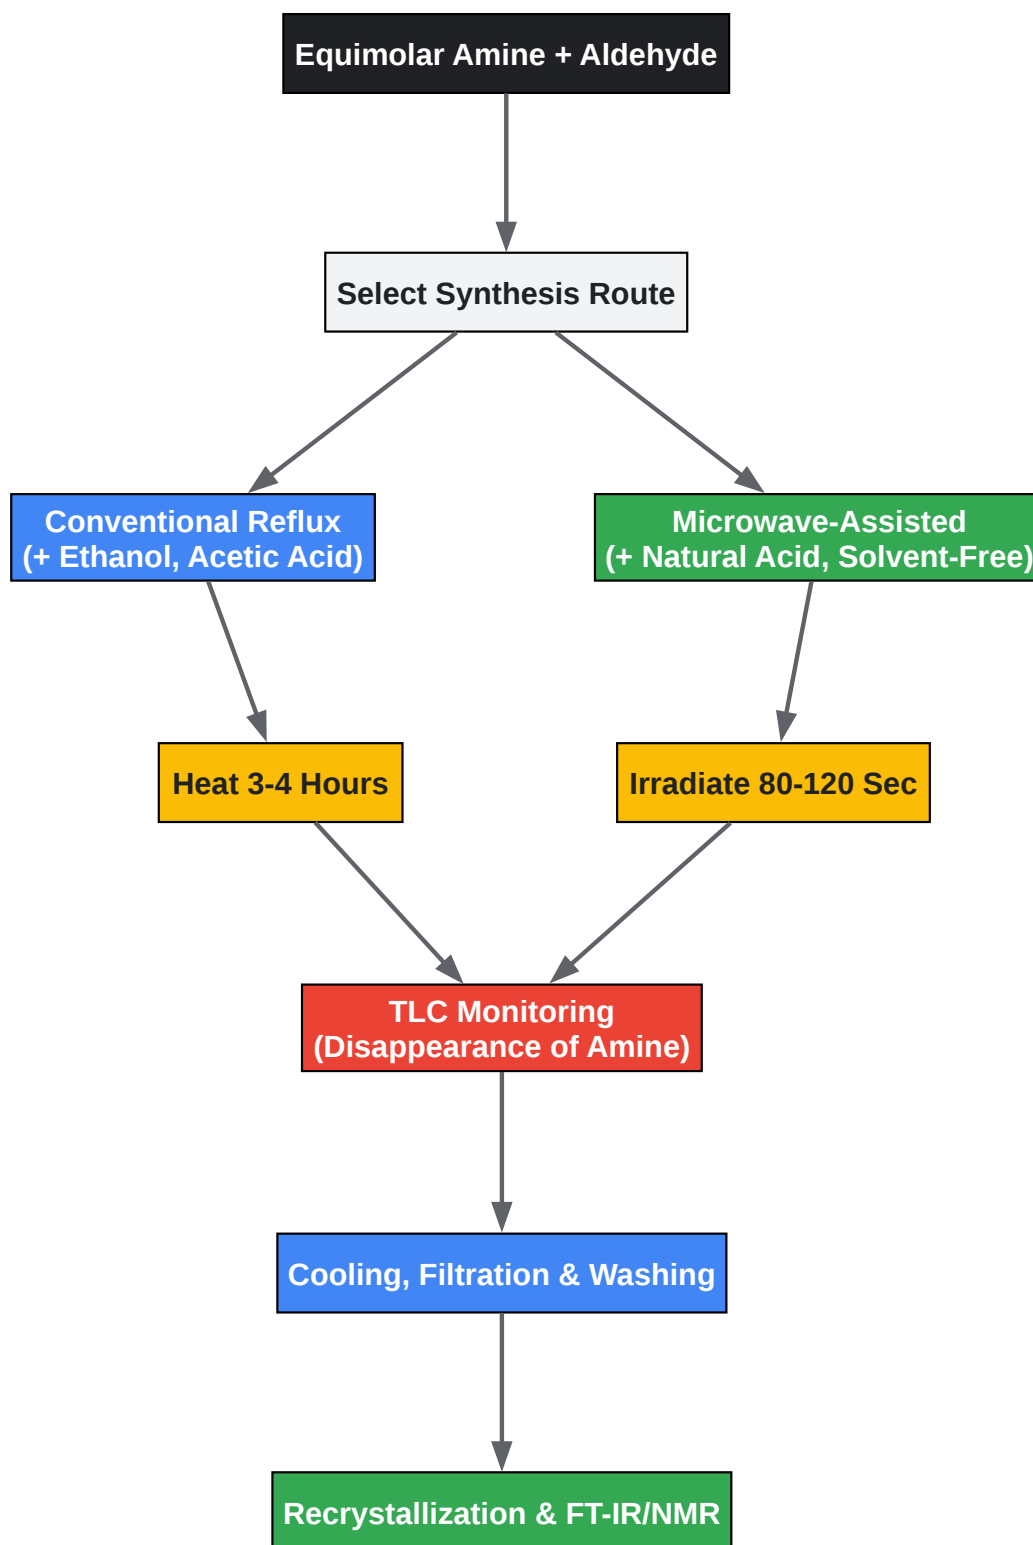 Equimolar Amine + Aldehyde
Select Synthesis Route
Conventional Reflux
(+ Ethanol, Acetic Acid)
Microwave-Assisted
(+ Natural Acid, Solvent-Free)
Heat 3-4 Hours
Irradiate 80-120 Sec
TLC Monitoring
(Disappearance of Amine)
Cooling, Filtration & Washing
Recrystallization & FT-IR/NMR